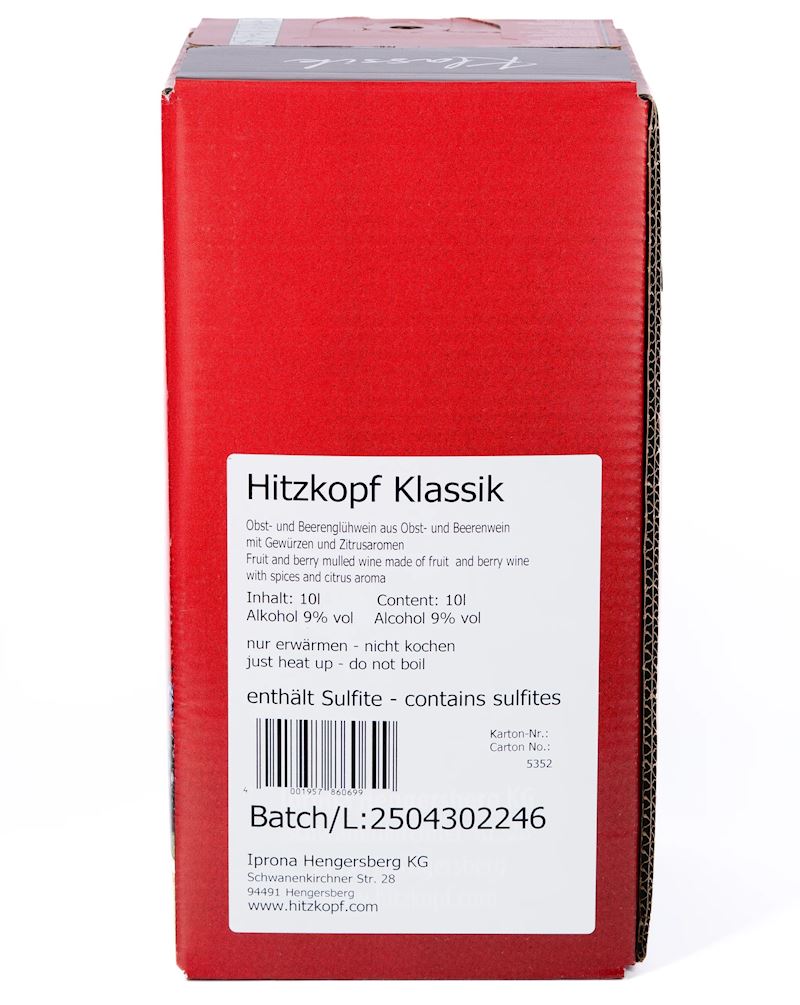 Klassik
Hitzkopf Klassik
Obst- und Beerenglühwein aus Obst- und Beerenwein
mit Gewürzen und Zitrusaromen
Fruit and berry mulled wine made of fruit and berry wine
with spices and citrus aroma
Inhalt: 10l Content: 10l
Alkohol 9% vol Alcohol 9% vol
nur erwärmen - nicht kochen
just heat up - do not boil
enthält Sulfite - contains sulfites
Karton-Nr.:
Carton No.:
5352
4 001957 860699
Batch/L:2504302246
Iprona Hengersberg KG
Schwanenkirchner Str. 28
94491 Hengersberg
www.hitzkopf.com